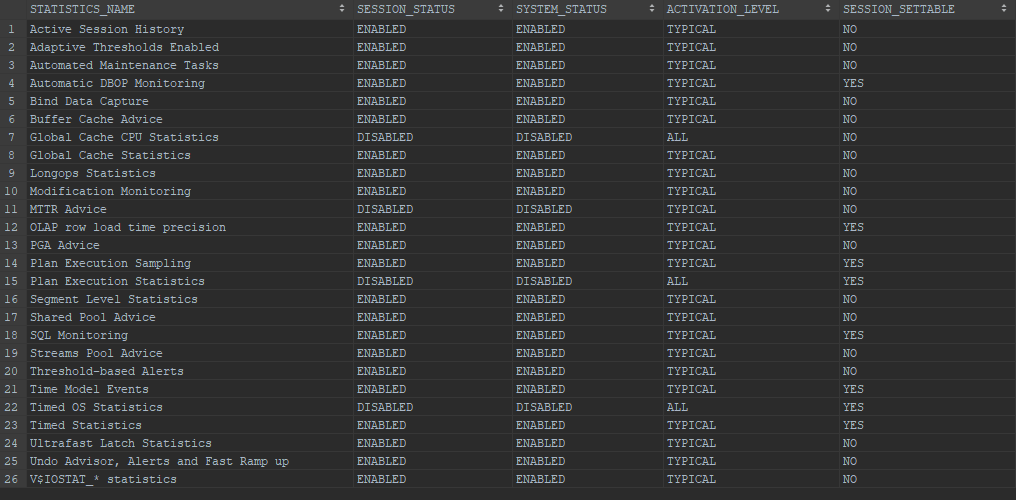 STATISTICS_NAME SESSION_STATUS SYSTEM_STATUS ACTIVATION_LEVEL SESSION_SETTABLE
1 Active Session History ENABLED ENABLED TYPICAL NO
2 Adaptive Thresholds Enabled ENABLED ENABLED TYPICAL NO
3 Automated Maintenance Tasks ENABLED ENABLED TYPICAL NO
4 Automatic DBOP Monitoring ENABLED ENABLED TYPICAL YES
5 Bind Data Capture ENABLED ENABLED TYPICAL NO
6 Buffer Cache Advice ENABLED ENABLED TYPICAL NO
7 Global Cache CPU Statistics DISABLED DISABLED ALL NO
8 Global Cache Statistics ENABLED ENABLED TYPICAL NO
9 Longops Statistics ENABLED ENABLED TYPICAL NO
10 Modification Monitoring ENABLED ENABLED TYPICAL NO
11 MTTR Advice DISABLED DISABLED TYPICAL NO
12 OLAP row load time precision ENABLED ENABLED TYPICAL YES
13 PGA Advice ENABLED ENABLED TYPICAL NO
14 Plan Execution Sampling ENABLED ENABLED TYPICAL YES
15 Plan Execution Statistics DISABLED DISABLED ALL YES
16 Segment Level Statistics ENABLED ENABLED TYPICAL NO
17 Shared Pool Advice ENABLED ENABLED TYPICAL NO
18 SQL Monitoring ENABLED ENABLED TYPICAL YES
19 Streams Pool Advice ENABLED ENABLED TYPICAL NO
20 Threshold-based Alerts ENABLED ENABLED TYPICAL NO
21 Time Model Events ENABLED ENABLED TYPICAL YES
22 Timed OS Statistics DISABLED DISABLED ALL YES
23 Timed Statistics ENABLED ENABLED TYPICAL YES
24 Ultrafast Latch Statistics ENABLED ENABLED TYPICAL NO
25 Undo Advisor, Alerts and Fast Ramp up ENABLED ENABLED TYPICAL NO
26 V$IOSTAT_* statistics ENABLED ENABLED TYPICAL NO